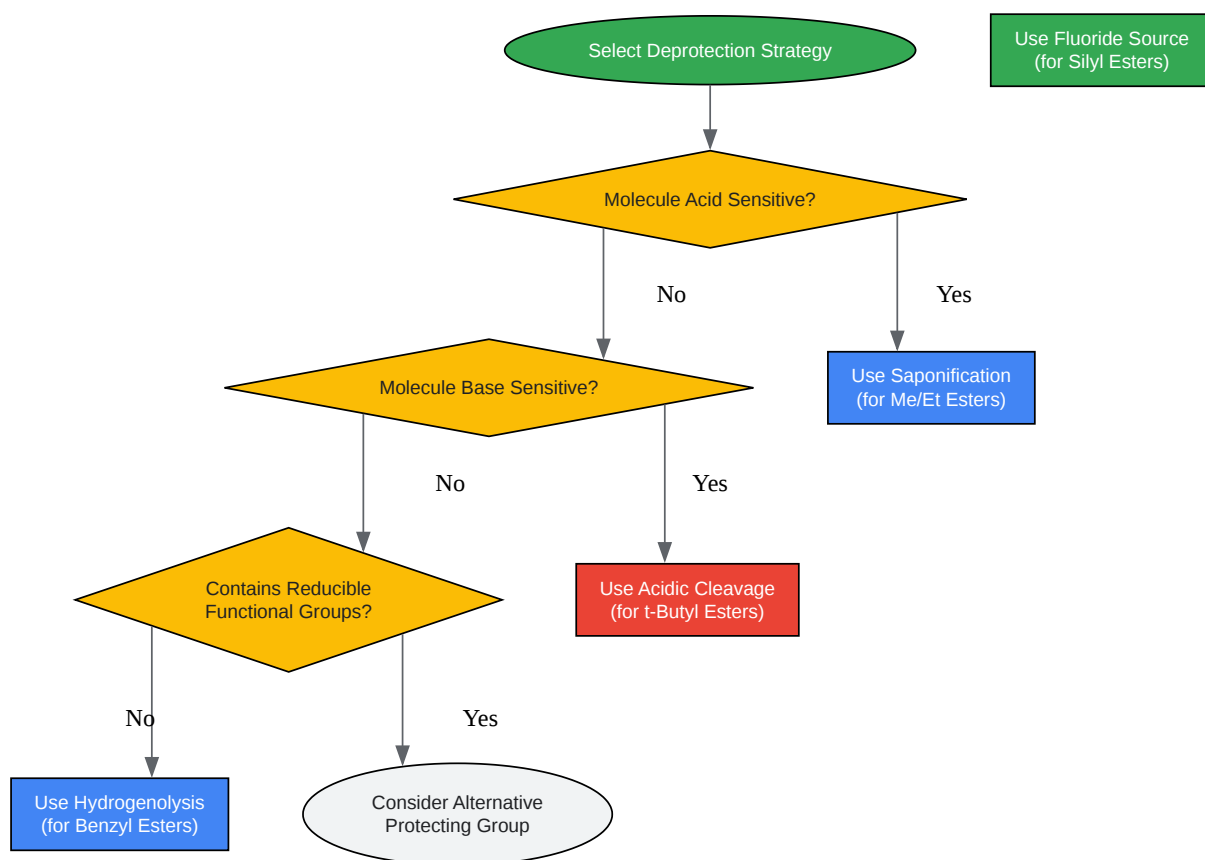 Select Deprotection Strategy
Use Fluoride Source
(for Silyl Esters)
Molecule Acid Sensitive?
No
Yes
Molecule Base Sensitive?
Use Saponification
(for Me/Et Esters)
No
Yes
Contains Reducible
Functional Groups?
Use Acidic Cleavage
(for t-Butyl Esters)
No
Yes
Use Hydrogenolysis
(for Benzyl Esters)
Consider Alternative
Protecting Group